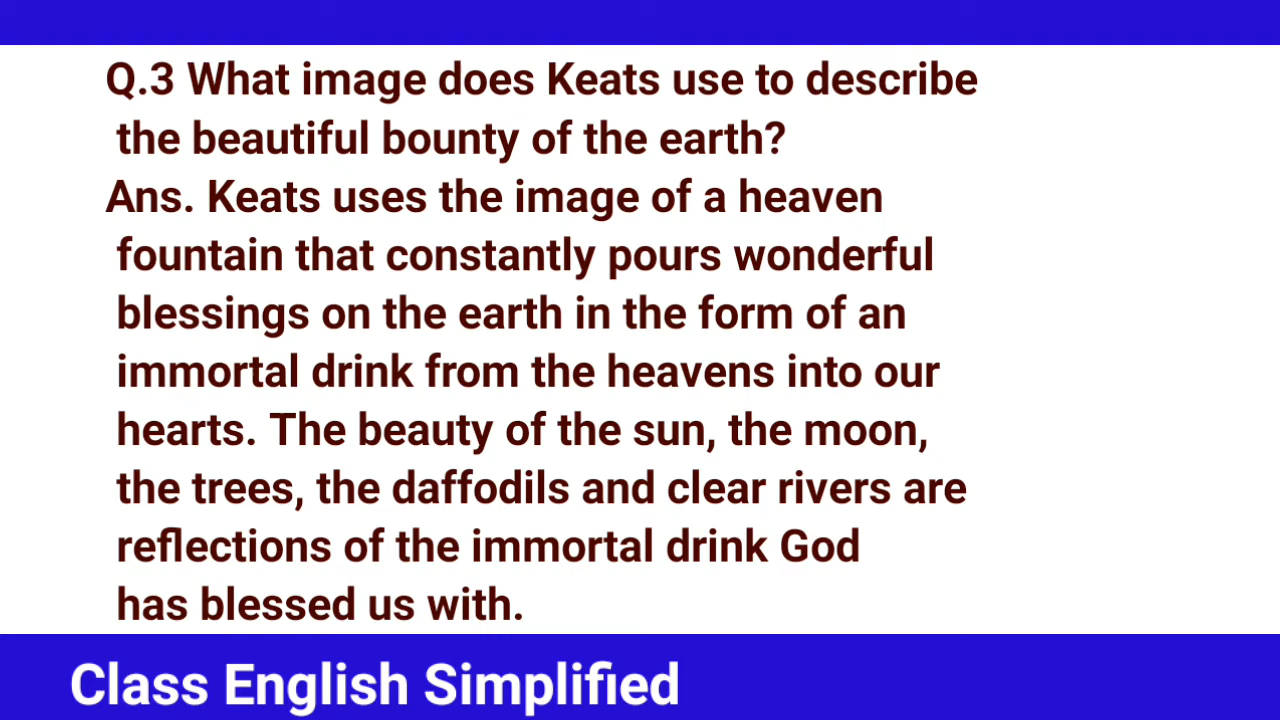 Q.3 What image does Keats use to describe
the beautiful bounty of the earth?
Ans. Keats uses the image of a heaven
fountain that constantly pours wonderful
blessings on the earth in the form of an
immortal drink from the heavens into our
hearts. The beauty of the sun, the moon,
the trees, the daffodils and clear rivers are
reflections of the immortal drink God
has blessed us with.
Class English Simplified